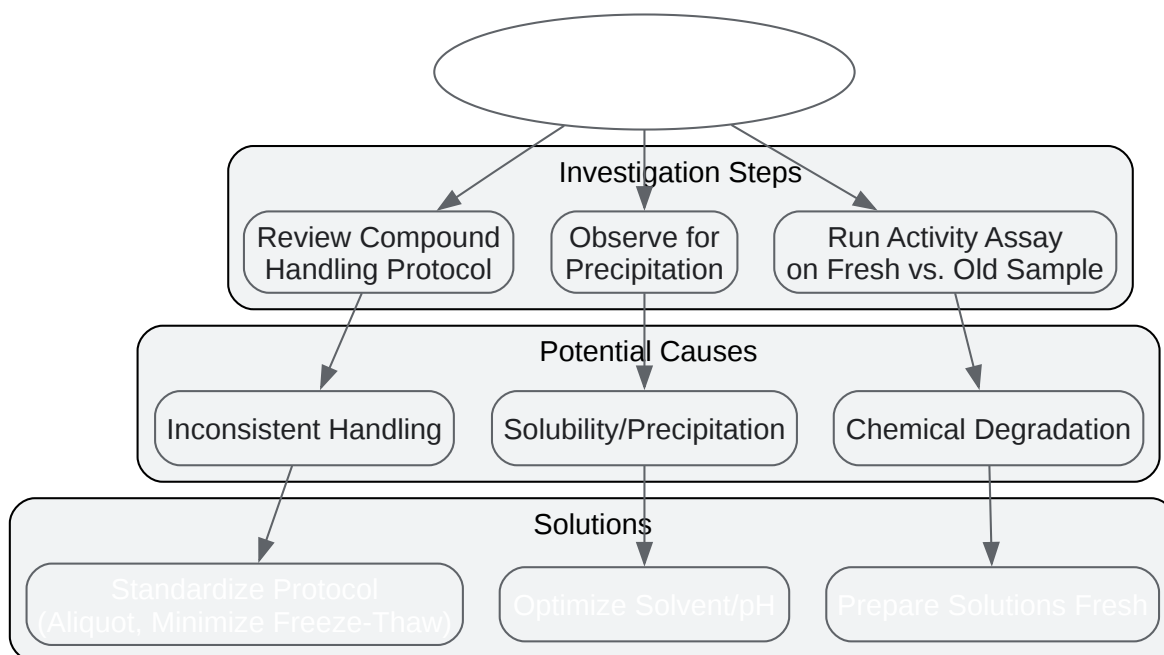 Investigation Steps
Review Compound
Handling Protocol
Observe for
Precipitation
Run Activity Assay
on Fresh vs. Old Sample
Potential Causes
Inconsistent Handling
Solubility/Precipitation
Chemical Degradation
Solutions
Standardize Protocol
(Aliquot, Minimize Freeze-Thaw)
Optimize Solvent/pH
Prepare Solutions Fresh